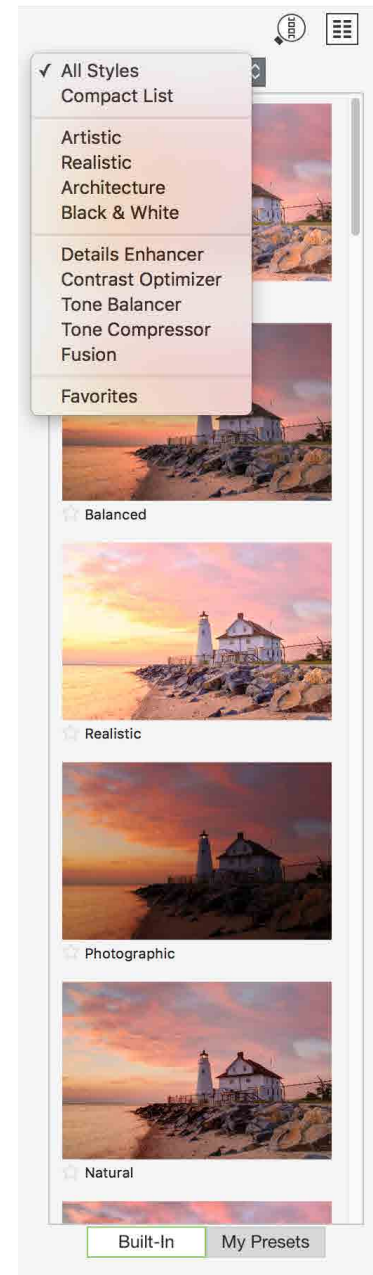 ✓ All Styles
Compact List
Artistic
Realistic
Architecture
Black & White
Details Enhancer
Contrast Optimizer
Tone Balancer
Tone Compressor
Fusion
Favorites
Balanced
Realistic
Photographic
Natural
Built-In
My Presets